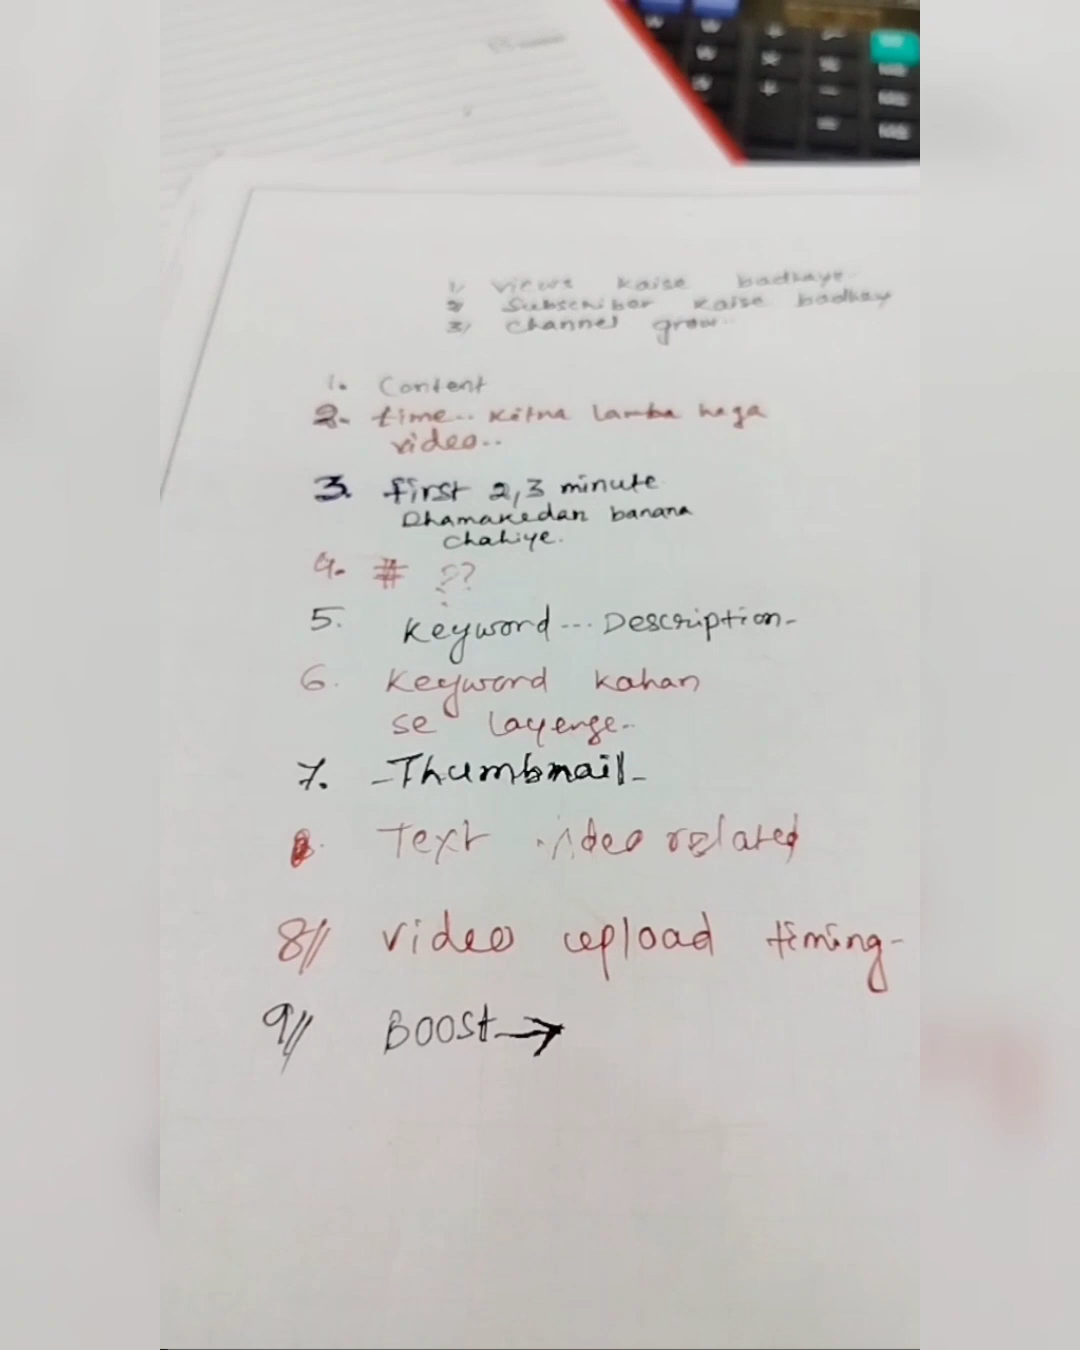 1) Views kaise badhaye
2) Subscriber kaise badhay
3) Channel grow..
1. Content
2. time.. Kitna lamba hoga
video..
3. first 2,3 minute
Dhamakedar banana
chahiye.
4. # ??
5. Keyword... Description-
6. Keyword kahan
se layenge..
7. -Thumbnail-
Text video related
8// video upload timing-
9// Boost→